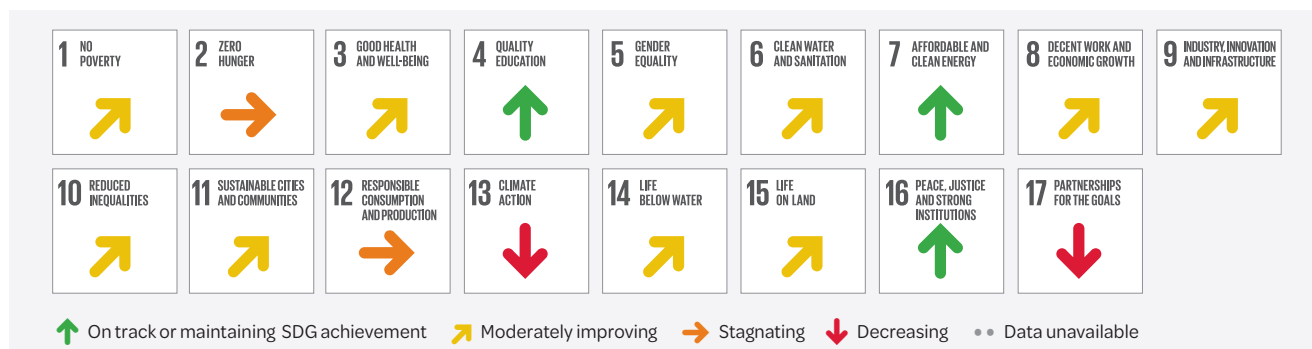 1 NO
POVERTY
2 ZERO
HUNGER
3 GOOD HEALTH
AND WELL-BEING
4 QUALITY
EDUCATION
5 GENDER
EQUALITY
6 CLEAN WATER
AND SANITATION
7 AFFORDABLE AND
CLEAN ENERGY
8 DECENT WORK AND
ECONOMIC GROWTH
9 INDUSTRY, INNOVATION
AND INFRASTRUCTURE
10 REDUCED
INEQUALITIES
11 SUSTAINABLE CITIES
AND COMMUNITIES
12 RESPONSIBLE
CONSUMPTION
AND PRODUCTION
13 CLIMATE
ACTION
14 LIFE
BELOW WATER
15 LIFE
ON LAND
16 PEACE, JUSTICE
AND STRONG
INSTITUTIONS
17 PARTNERSHIPS
FOR THE GOALS
On track or maintaining SDG achievement Moderately improving Stagnating Decreasing Data unavailable